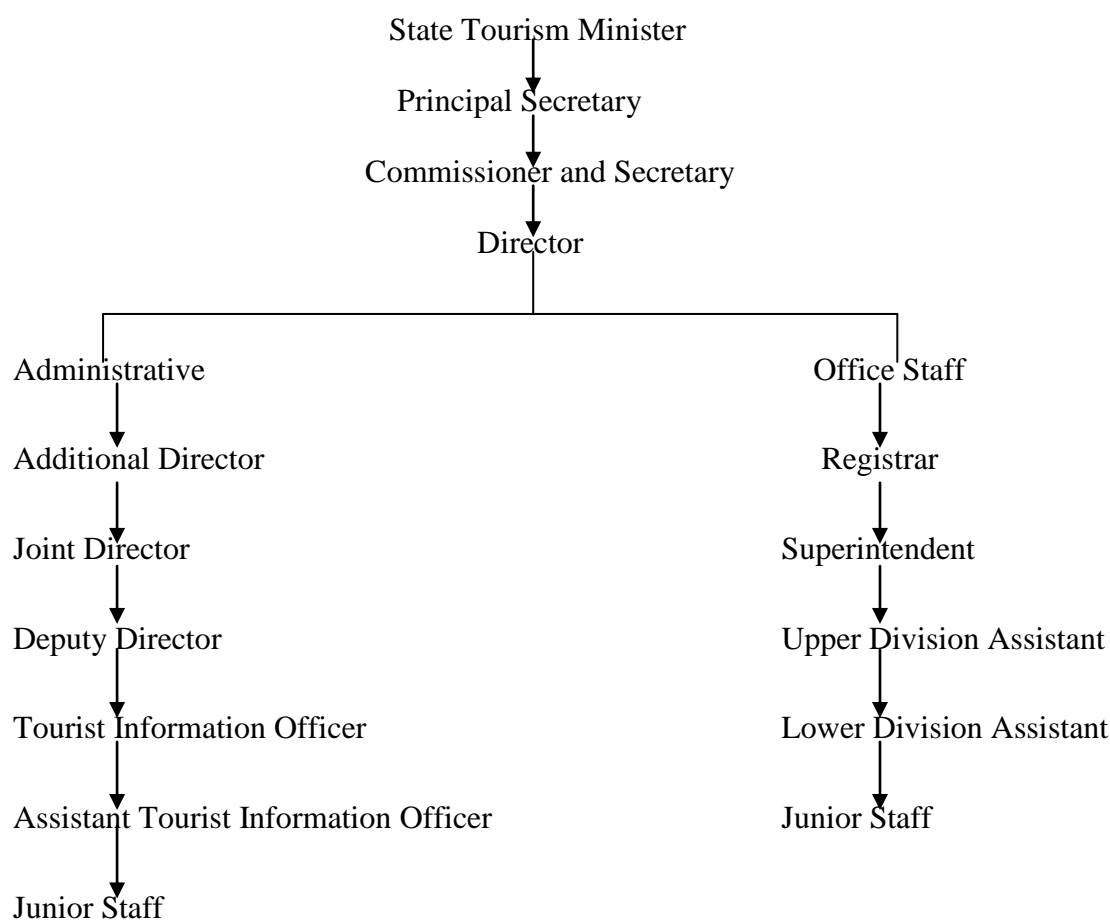 State Tourism Minister
Principal Secretary
Commissioner and Secretary
Director
Administrative
Office Staff
Additional Director
Registrar
Joint Director
Superintendent
Deputy Director
Upper Division Assistant
Tourist Information Officer
Lower Division Assistant
Assistant Tourist Information Officer
Junior Staff
Junior Staff